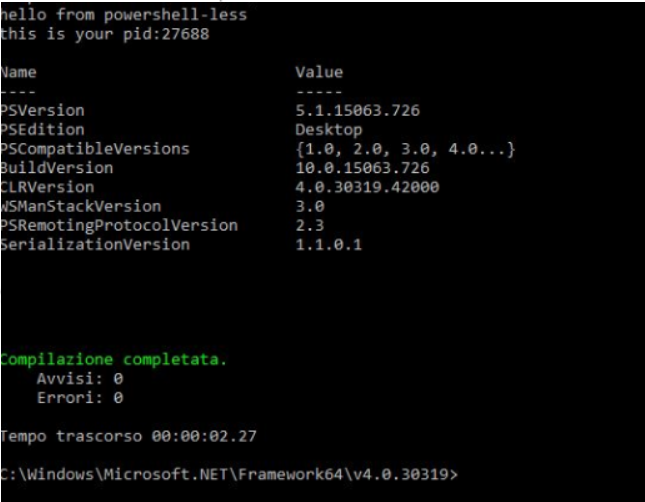 hello from powershell-less
this is your pid:27688
Name Value
---- -----
PSVersion 5.1.15063.726
PSEdition Desktop
PSCompatibleVersions {1.0, 2.0, 3.0, 4.0...}
BuildVersion 10.0.15063.726
CLRVersion 4.0.30319.42000
WSManStackVersion 3.0
PSRemotingProtocolVersion 2.3
SerializationVersion 1.1.0.1
Compilazione completata.
Avvisi: 0
Errori: 0
Tempo trascorso 00:00:02.27
C:\Windows\Microsoft.NET\Framework64\v4.0.30319>